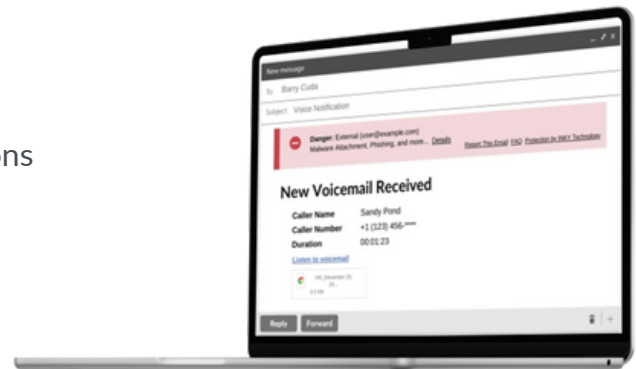 ons
New message
To Barry Cuda
Subject Voice Notification
Danger: External (user@example.com)
Malware Attachment, Phishing, and more... Details Report This Email FAQ Protection by INKY Technology
New Voicemail Received
Caller Name Sandy Pond
Caller Number +1 (123) 456-****
Duration 00:01:23
Listen to voicemail
VM_December 
20...
Reply Forward